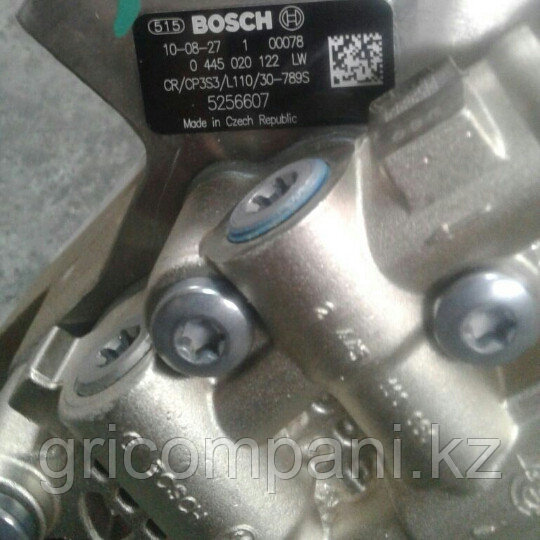 515 BOSCH
10-08-27 1 00078
0 445 020 122 LW
CR/CP3S3/L110/30-789S
5256607
Made in Czech Republic
gricompani.kz
BOSCH